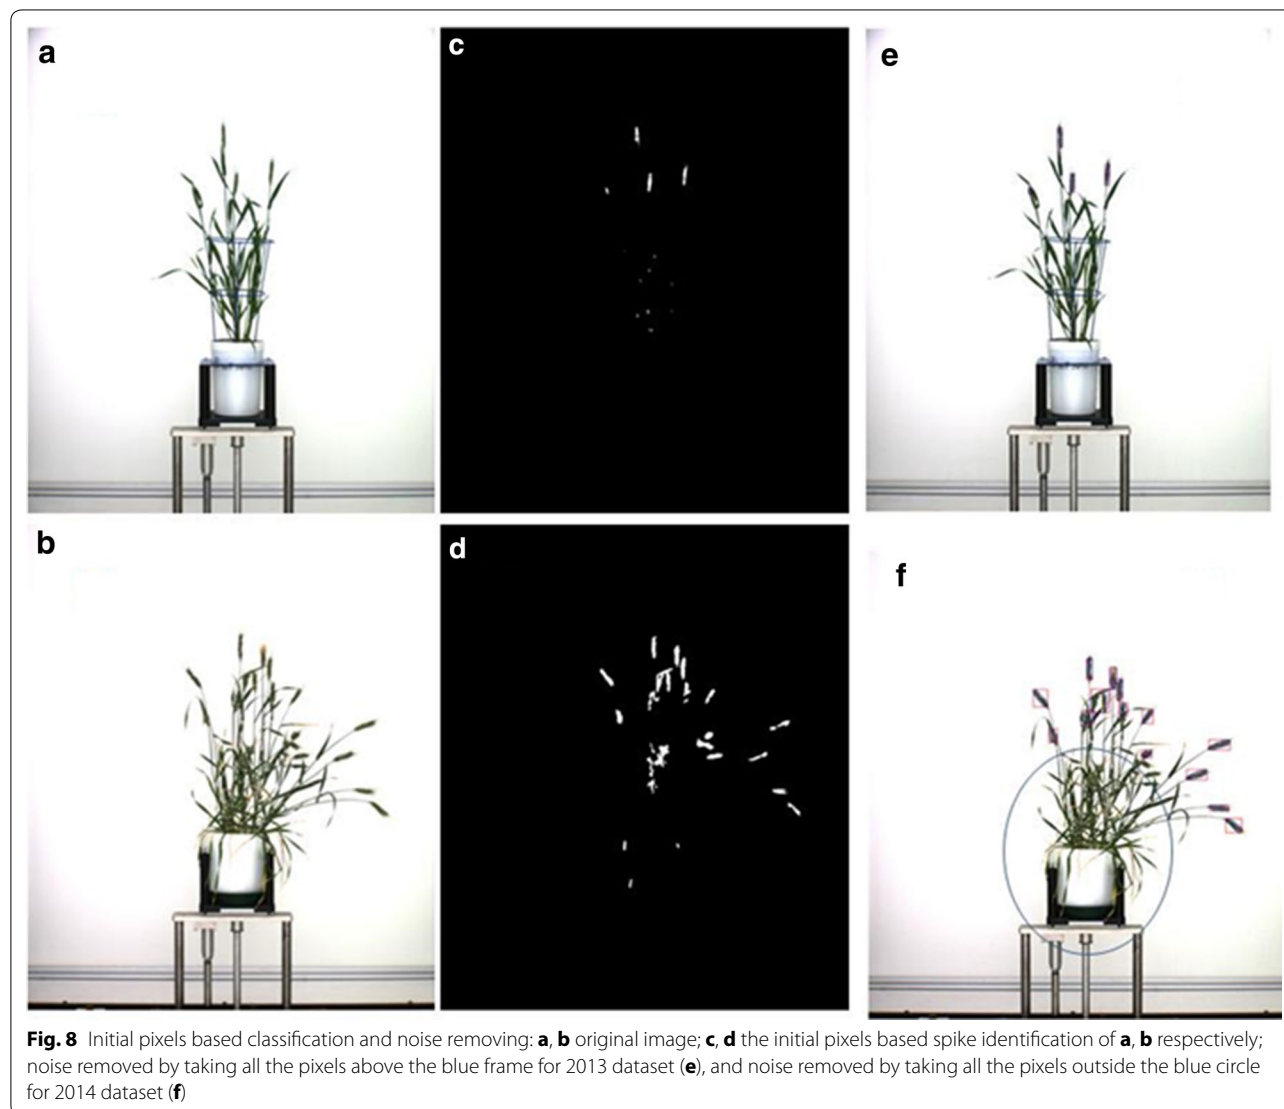 a
c
e
b
d
f
Fig. 8 Initial pixels based classification and noise removing: a, b original image; c, d the initial pixels based spike identification of a, b respectively;
noise removed by taking all the pixels above the blue frame for 2013 dataset (e), and noise removed by taking all the pixels outside the blue circle
for 2014 dataset (f)